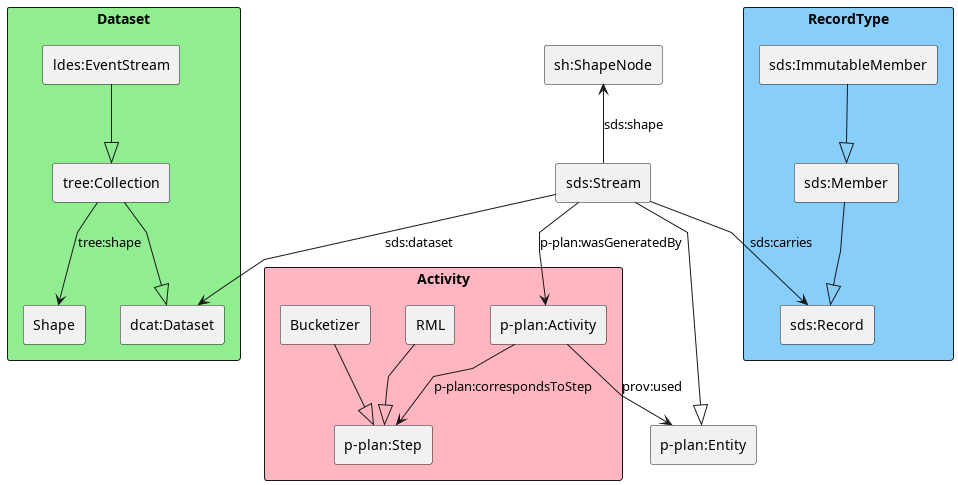 Dataset
RecordType
ldes:EventStream
sh:ShapeNode
sds:ImmutableMember
sds:shape
tree:Collection
sds:Stream
sds:Member
tree:shape
sds:dataset
p-plan:wasGeneratedBy
sds:carries
Activity
Shape
dcat:Dataset
Bucketizer
RML
p-plan:Activity
sds:Record
p-plan:correspondsToStep
prov:used
p-plan:Step
p-plan:Entity